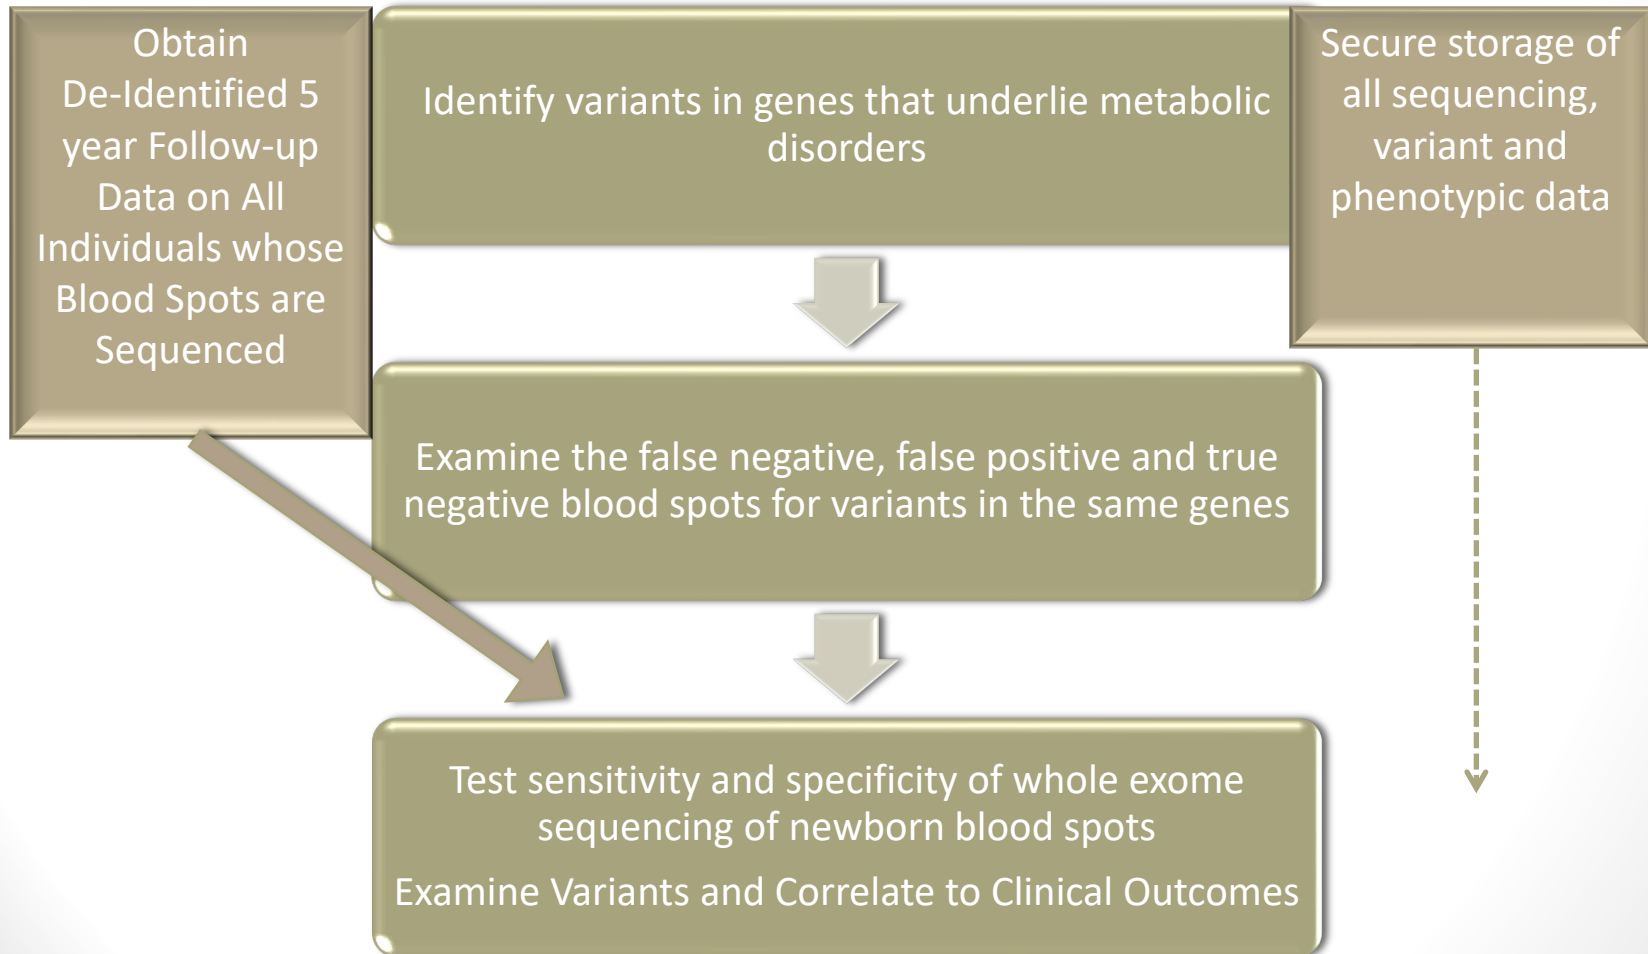 Obtain
De-Identified 5
year Follow-up
Data on All
Individuals whose
Blood Spots are
Sequenced
Identify variants in genes that underlie metabolic
disorders
Secure storage of
all sequencing,
variant and
phenotypic data
Examine the false negative, false positive and true
negative blood spots for variants in the same genes
Test sensitivity and specificity of whole exome
sequencing of newborn blood spots
Examine Variants and Correlate to Clinical Outcomes